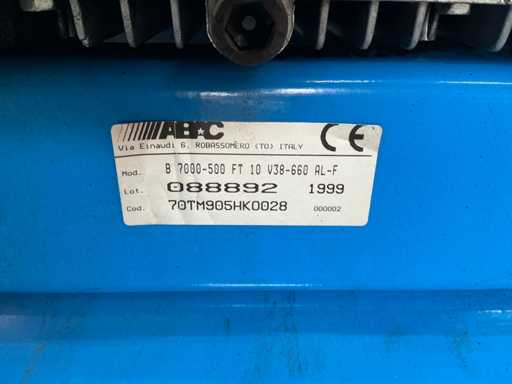 ABAC CE
Via Einaudi 6, ROBASSOMERO (TO) ITALY
Mod. B 7000-500 FT 10 V38-660 AL-F
Lot. 088892 1999
Cod. 70TM905HK0028 000002